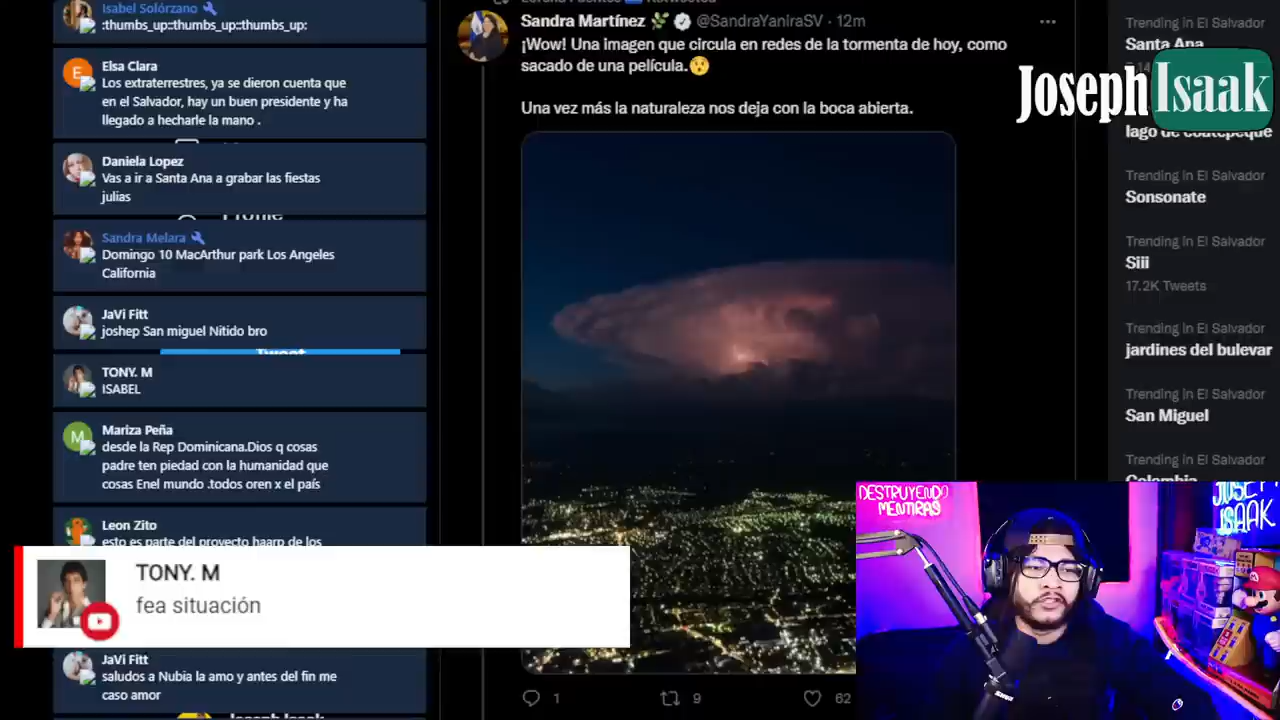 Isabel Solórzano
:thumbs_up::thumbs_up::thumbs_up:
Elsa Clara
Los extraterrestres, ya se dieron cuenta que
en el Salvador, hay un buen presidente y ha
llegado a hecharle la mano .
Daniela Lopez
Vas a ir a Santa Ana a grabar las fiestas
julias
Profile
Sandra Melara
Domingo 10 MacArthur park Los Angeles
California
JaVi Fitt
joshep San miguel Nitido bro
Tweet
TONY. M
ISABEL
Mariza Peña
desde la Rep Dominicana.Dios q cosas
padre ten piedad con la humanidad que
cosas Enel mundo .todos oren x el país
Leon Zito
esto es parte del proyecto haarp de los
TONY. M
fea situación
JaVi Fitt
saludos a Nubia la amo y antes del fin me
caso amor
Joseph Isaak
Sandra Martínez @SandraYaniraSV · 12m
¡Wow! Una imagen que circula en redes de la tormenta de hoy, como
sacado de una película.😲
Una vez más la naturaleza nos deja con la boca abierta.
1
9
62
Trending in El Salvador
Santa Ana
Joseph Isaak
lago de coatepeque
Trending in El Salvador
Sonsonate
Trending in El Salvador
Siii
17.2K Tweets
Trending in El Salvador
jardines del bulevar
Trending in El Salvador
San Miguel
Trending in El Salvador
Colombia
DESTRUYENDO
MENTIRAS
JOSEPH
ISAAK